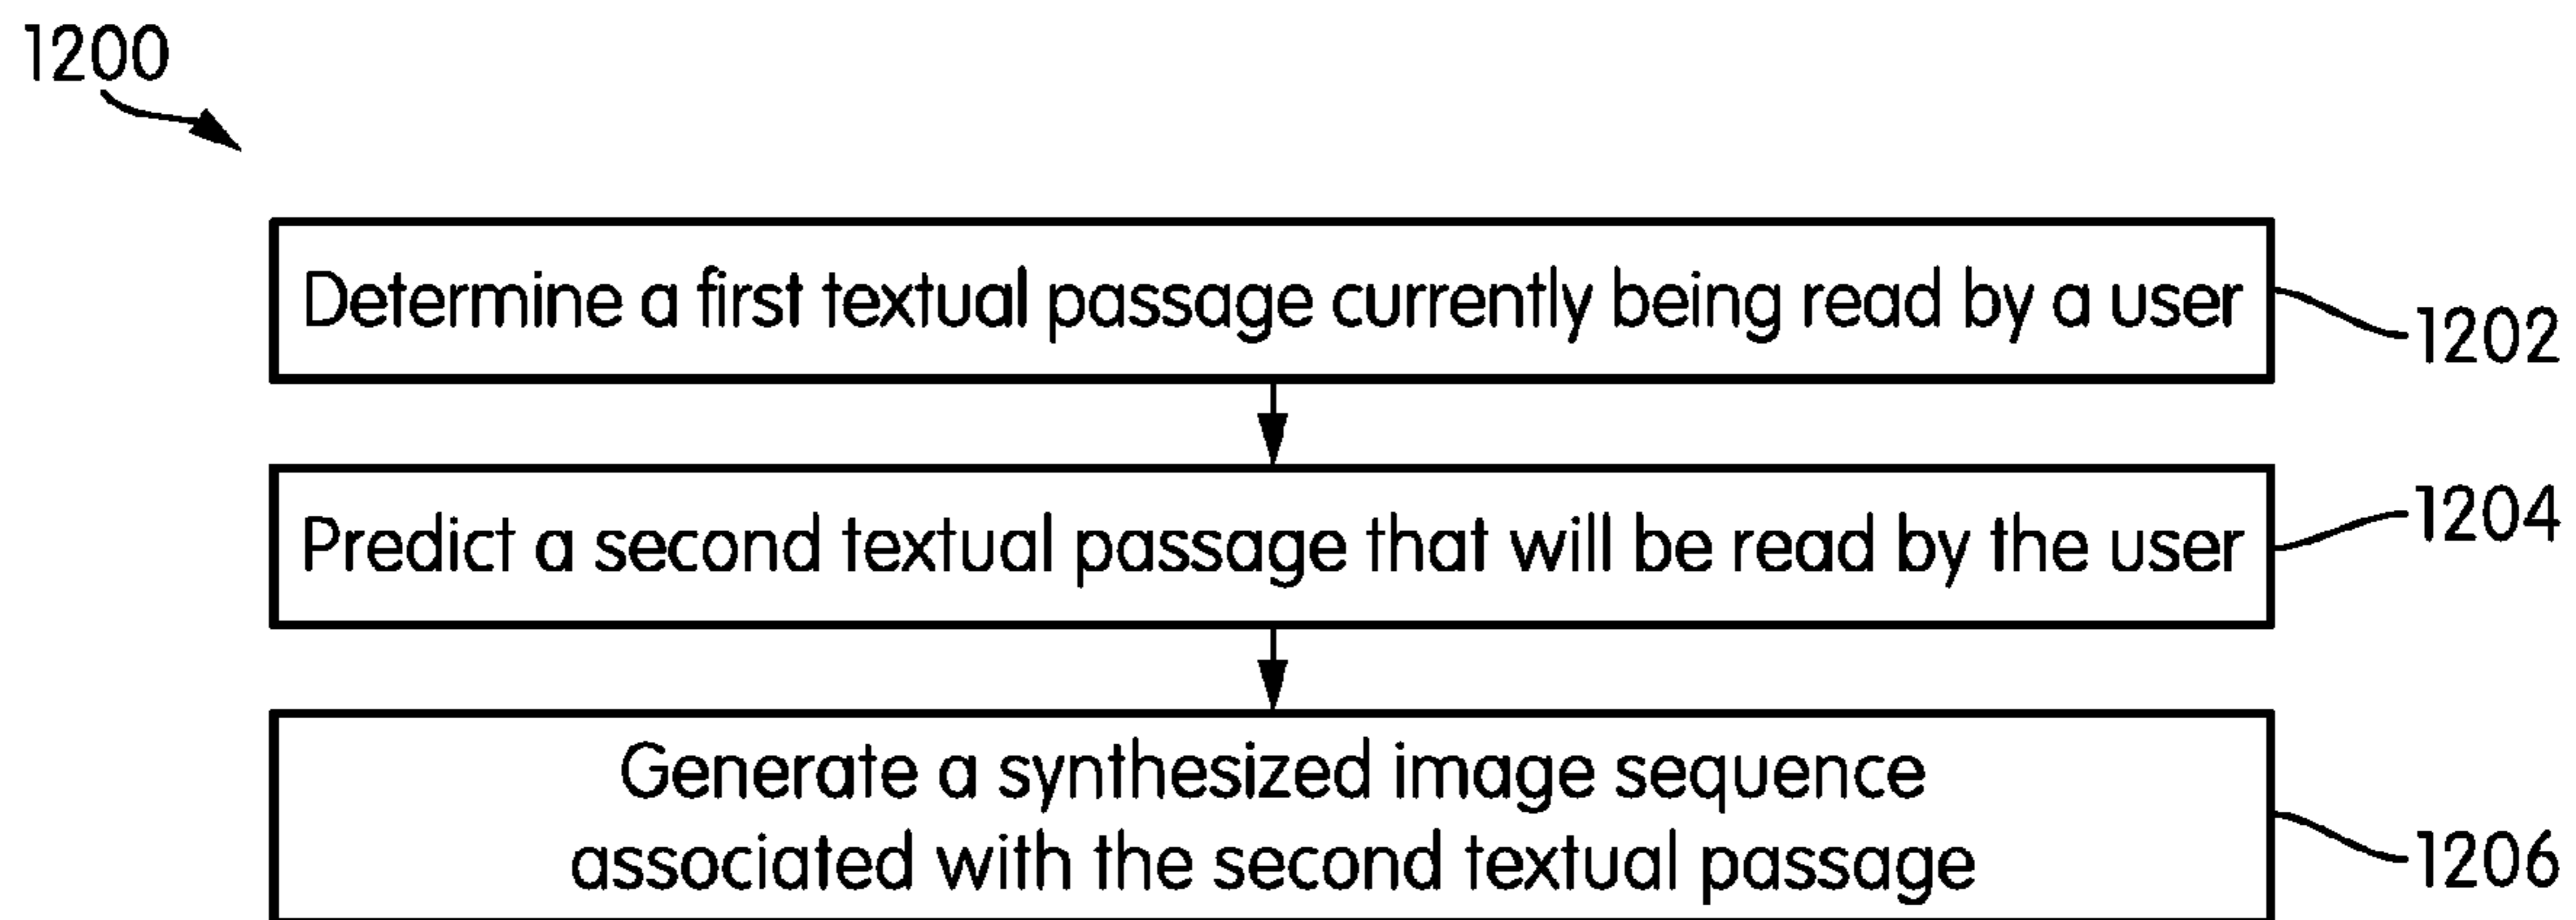 1200
Determine a first textual passage currently being read by a user
1202
Predict a second textual passage that will be read by the user
1204
Generate a synthesized image sequence
associated with the second textual passage
1206